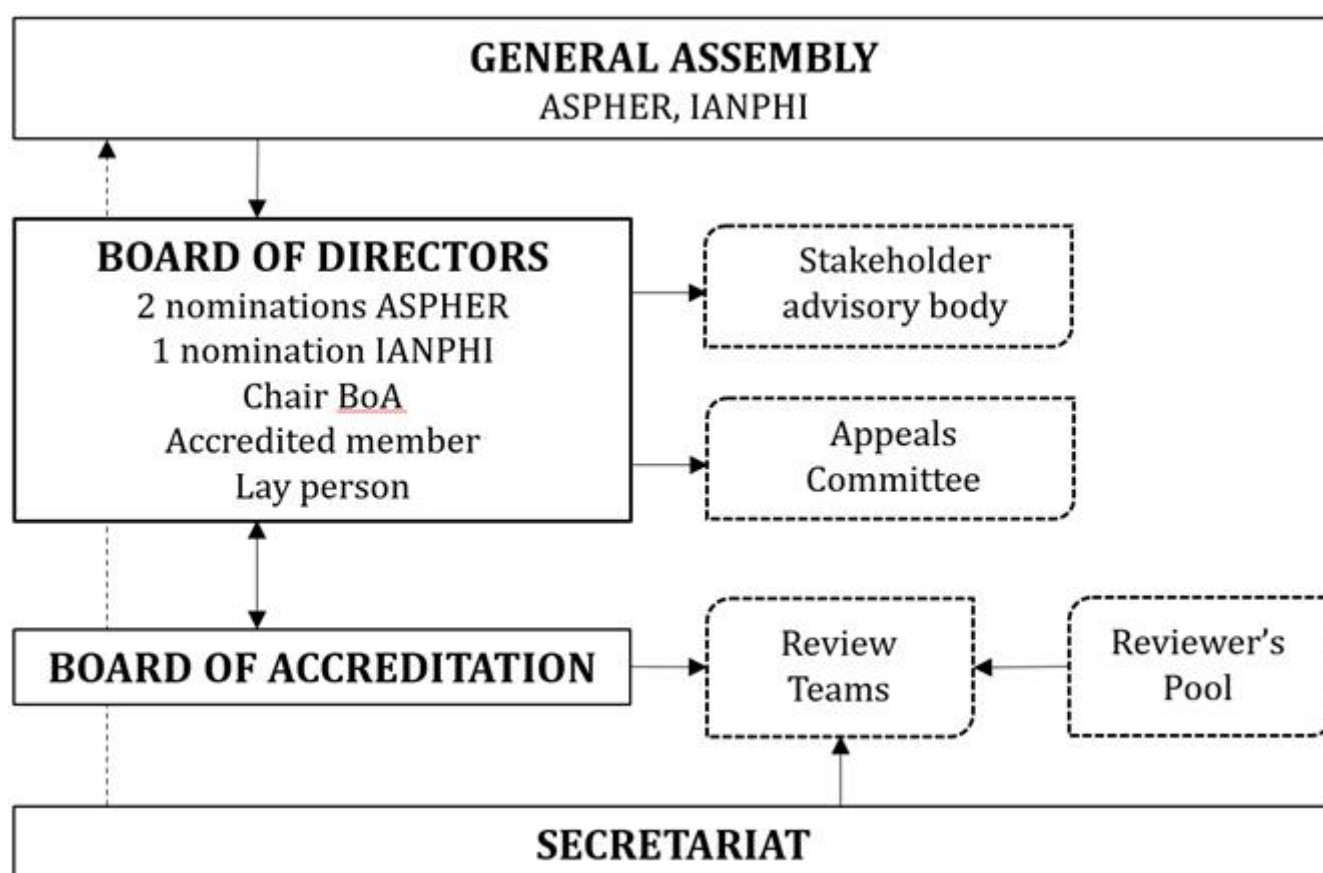 GENERAL ASSEMBLY
ASPHER, IANPHI
BOARD OF DIRECTORS
2 nominations ASPHER
1 nomination IANPHI
Chair BoA
Accredited member
Lay person
Stakeholder
advisory body
Appeals
Committee
BOARD OF ACCREDITATION
Review
Teams
Reviewer’s
Pool
SECRETARIAT